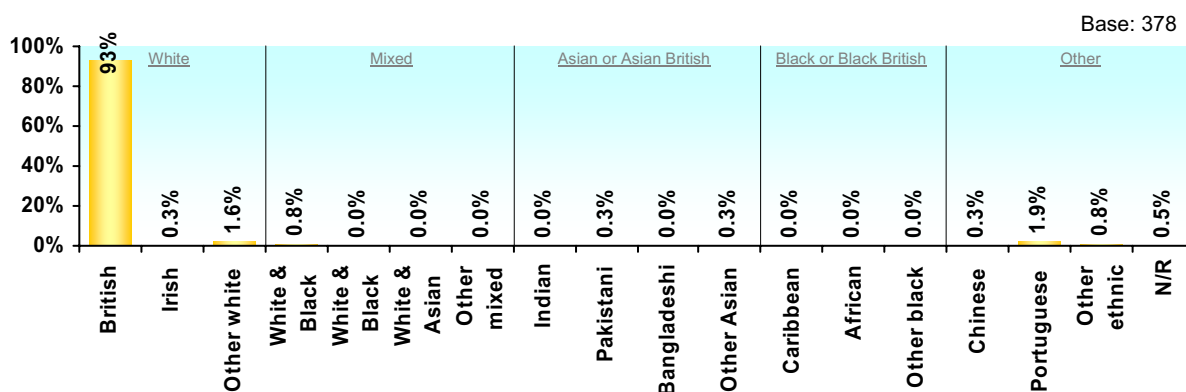 Base: 378
100%
80%
60%
40%
20%
0%
White
Mixed
Asian or Asian British
Black or Black British
Other
93%
0.3%
1.6%
0.8%
0.0%
0.0%
0.0%
0.0%
0.3%
0.0%
0.3%
0.0%
0.0%
0.0%
0.3%
1.9%
0.8%
0.5%
British
Irish
Other white
White &
Black
White &
Black
White &
Asian
Other
mixed
Indian
Pakistani
Bangladeshi
Other Asian
Caribbean
African
Other black
Chinese
Portuguese
Other
ethnic
N/R